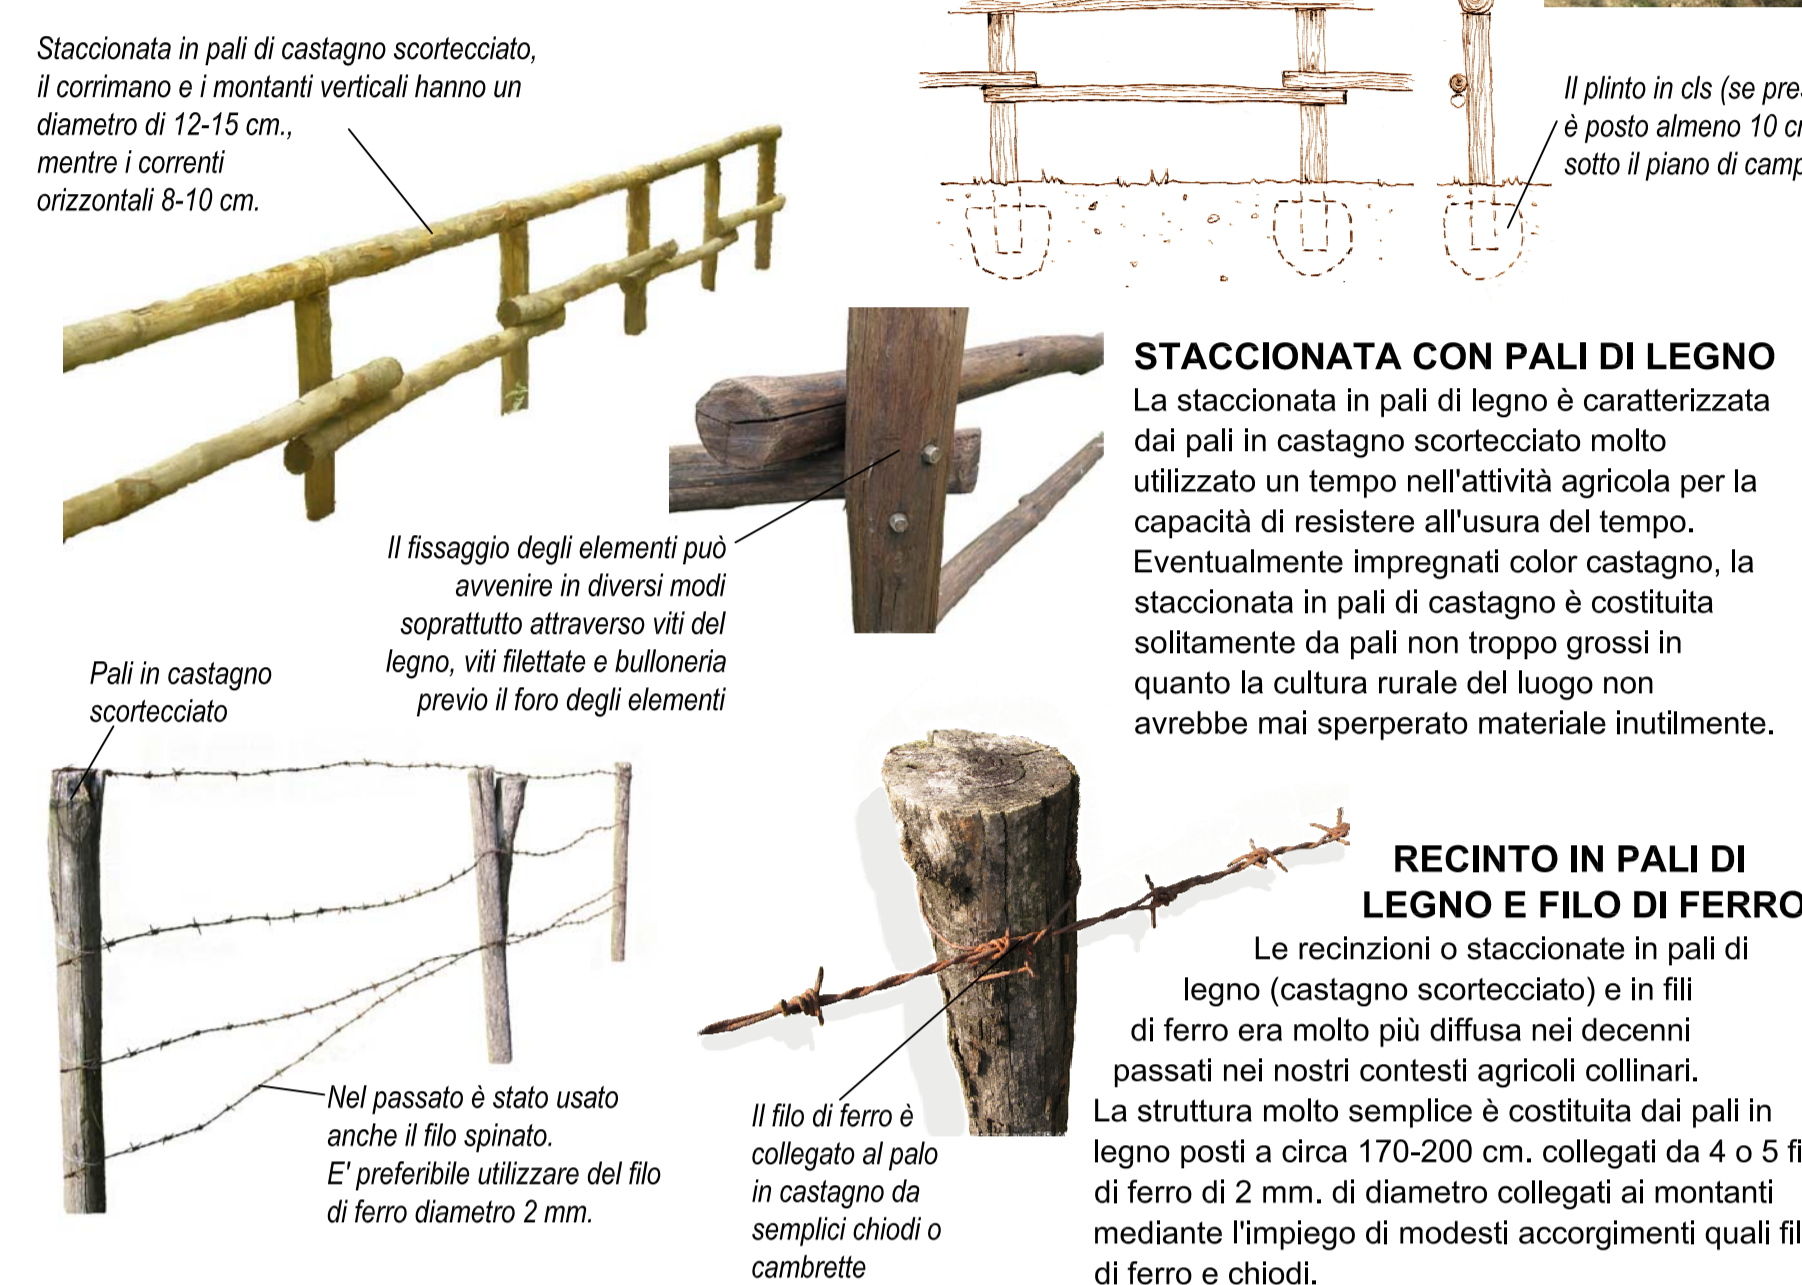 Staccionata in pali di castagno scortecciato,
il corrimano e i montanti verticali hanno un
diametro di 12-15 cm.,
mentre i correnti
orizzontali 8-10 cm.
Il plinto in cls (se
è posto almeno 10
sotto il piano di
STACCIONATA CON PALI DI LEGNO
La staccionata in pali di legno è caratterizzata
dai pali in castagno scortecciato molto
utilizzato un tempo nell'attività agricola per la
capacità di resistere all'usura del tempo.
Eventualmente impregnati color castagno, la
staccionata in pali di castagno è costituita
solitamente da pali non troppo grossi in
quanto la cultura rurale del luogo non
avrebbe mai sperperato materiale inutilmente.
Il fissaggio degli elementi può
avvenire in diversi modi
soprattutto attraverso viti del
legno, viti filettate e bulloneria
previo il foro degli elementi
Pali in castagno
scortecciato
Nel passato è stato usato
anche il filo spinato.
E' preferibile utilizzare del filo
di ferro diametro 2 mm.
Il filo di ferro è
collegato al palo
in castagno da
semplici chiodi o
cambrette
RECINTO IN PALI DI
LEGNO E FILO DI FERRO
Le recinzioni o staccionate in pali di
legno (castagno scortecciato) e in fili
di ferro era molto più diffusa nei decenni
passati nei nostri contesti agricoli collinari.
La struttura molto semplice è costituita dai pali in
legno posti a circa 170-200 cm. collegati da 4 o 5
di ferro di 2 mm. di diametro collegati ai montanti
mediante l'impiego di modesti accorgimenti quali
di ferro e chiodi.